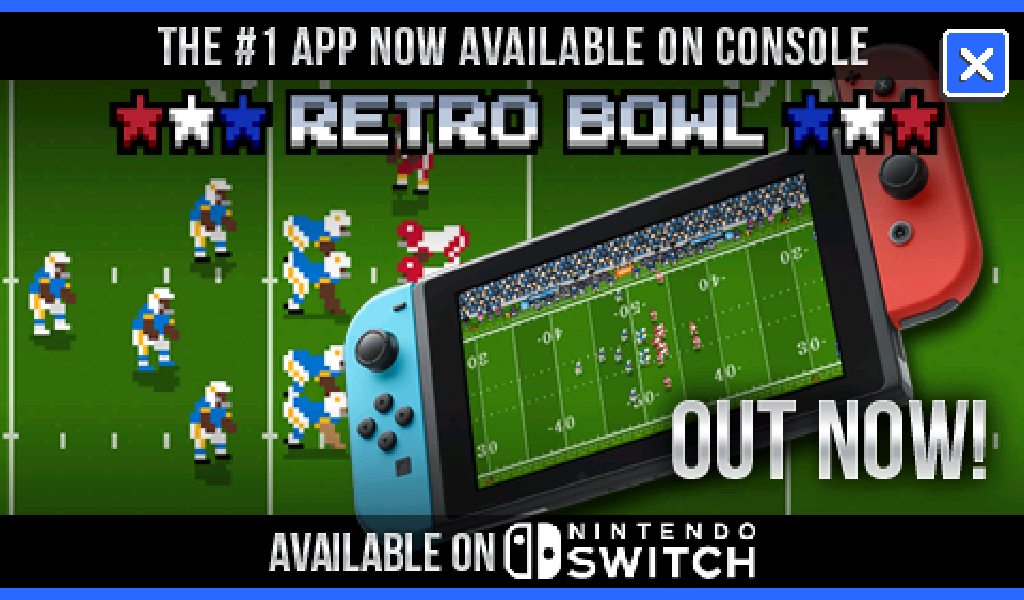 THE #1 APP NOW AVAILABLE ON CONSOLE
RETRO BOWL
OUT NOW!
AVAILABLE ON NINTENDO SWITCH